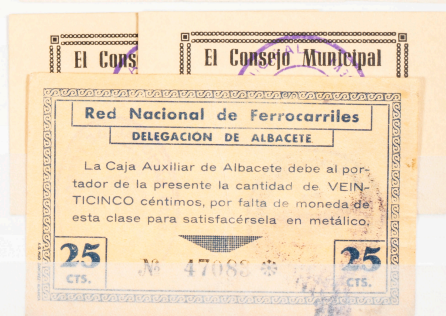 El Cons
El Consejo Municipal
Red Nacional de Ferrocarriles
DELEGACION DE ALBACETE
La Caja Auxiliar de Albacete debe al por-
tador de la presente la cantidad de VEIN-
TICINCO céntimos, por falta de moneda de
esta clase para satisfacérsela en metálico.
25 CTS.
Nº 47083
25 CTS.